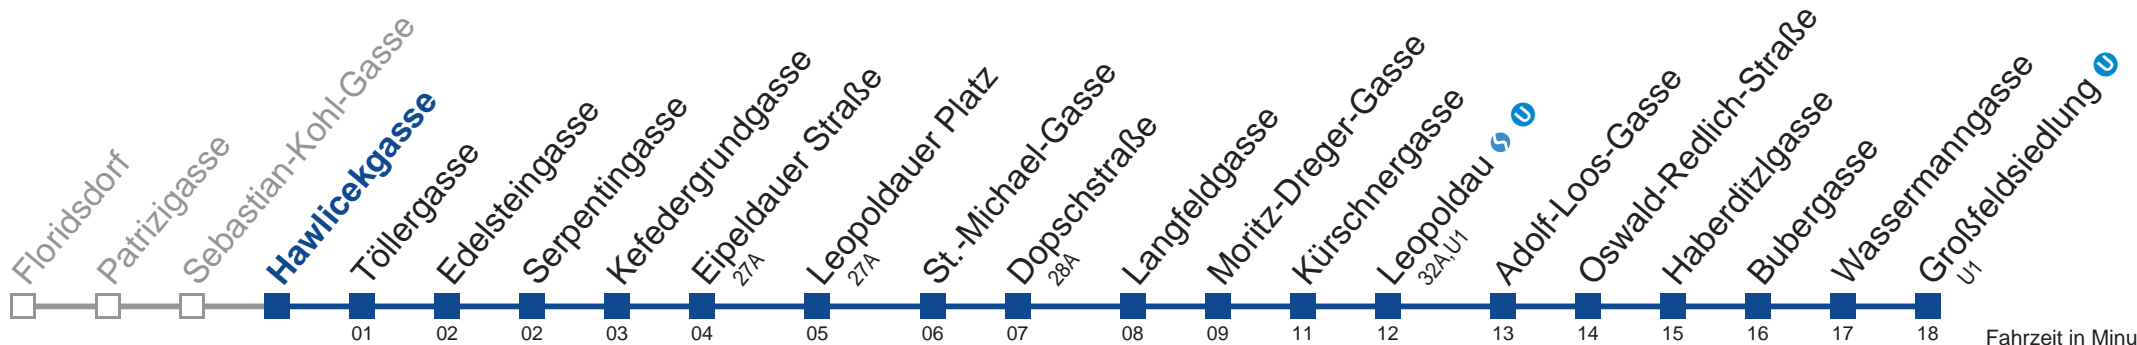 Floridsdorf
Patrizigasse
Sebastian-Kohl-Gasse
Hawlicekgasse
Töllergasse
Edelsteingasse
Serpentingasse
Kefedergrundgasse
Eipeldauer Straße
27A
Leopoldauer Platz
27A
St.-Michael-Gasse
Dopschstraße
28A
Langfeldgasse
Moritz-Dreger-Gasse
Kürschnergasse
Leopoldau S U
32A,U1
Adolf-Loos-Gasse
Oswald-Redlich-Straße
Haberditzlgasse
Bubergasse
Wassermanngasse
Großfeldsiedlung U
U1
01 02 02 03 04 05 06 07 08 09 11 12 13 14 15 16 17 18 Fahrzeit in Minu